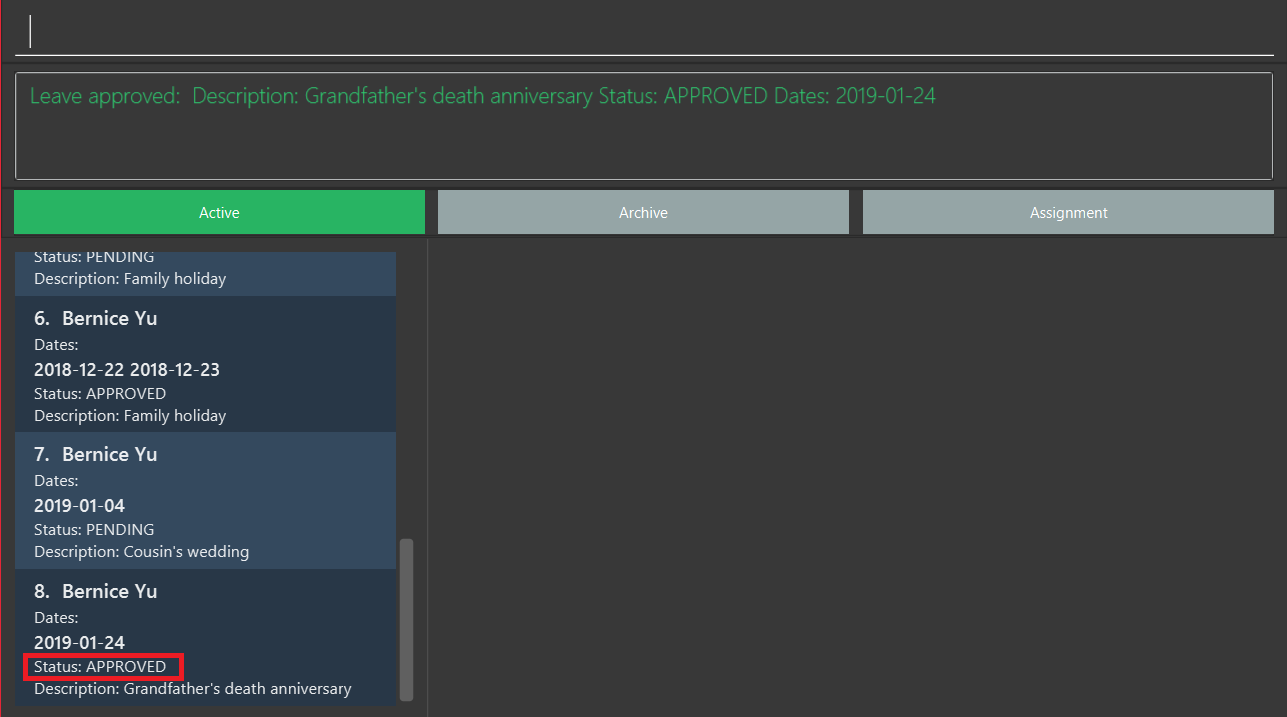 Leave approved:  Description: Grandfather's death anniversary Status: APPROVED Dates: 2019-01-24
Active
Archive
Assignment
Status: PENDING
Description: Family holiday
6.  Bernice Yu
Dates:
2018-12-22 2018-12-23
Status: APPROVED
Description: Family holiday
7.  Bernice Yu
Dates:
2019-01-04
Status: PENDING
Description: Cousin's wedding
8.  Bernice Yu
Dates:
2019-01-24
Status: APPROVED
Description: Grandfather's death anniversary